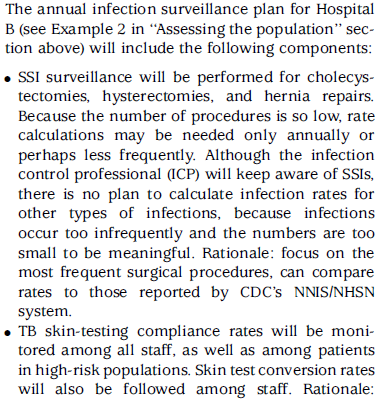 The annual infection surveillance plan for Hospital
B (see Example 2 in “Assessing the population” sec-
tion above) will include the following components:
• SSI surveillance will be performed for cholecys-
tectomies, hysterectomies, and hernia repairs.
Because the number of procedures is so low, rate
calculations may be needed only annually or
perhaps less frequently. Although the infection
control professional (ICP) will keep aware of SSIs,
there is no plan to calculate infection rates for
other types of infections, because infections
occur too infrequently and the numbers are too
small to be meaningful. Rationale: focus on the
most frequent surgical procedures, can compare
rates to those reported by CDC’s NNIS/NHSN
system.
• TB skin-testing compliance rates will be moni-
tored among all staff, as well as among patients
in high-risk populations. Skin test conversion rates
will also be followed among staff. Rationale: